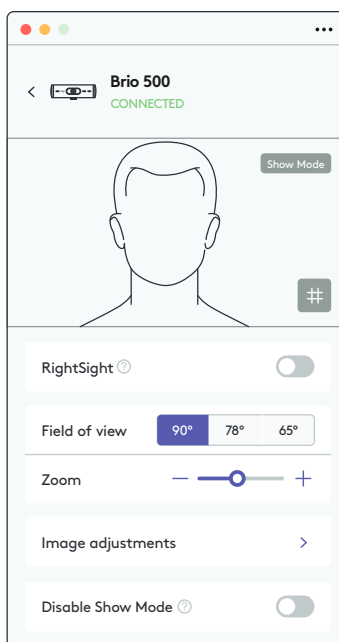 Brio 500
CONNECTED
Show Mode
RightSight
Field of view 90° 78° 65°
Zoom
Image adjustments
Disable Show Mode